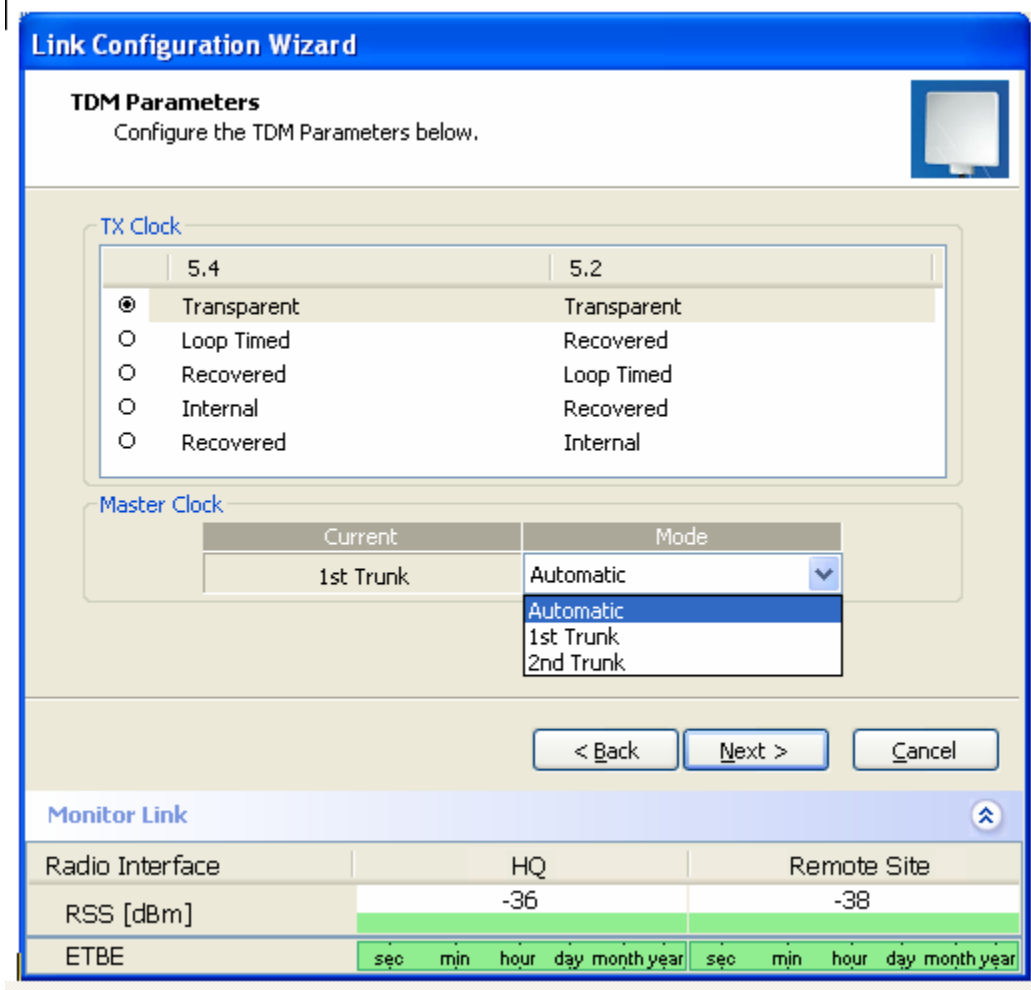 Link Configuration Wizard
TDM Parameters
Configure the TDM Parameters below.
TX Clock
5.4 5.2
Transparent Transparent
Loop Timed Recovered
Recovered Loop Timed
Internal Recovered
Recovered Internal
Master Clock
Current Mode
1st Trunk Automatic
Automatic
1st Trunk
2nd Trunk
< Back Next > Cancel
Monitor Link
Radio Interface HQ Remote Site
RSS [dBm] -36 -38
ETBE sec min hour day month year sec min hour day month year